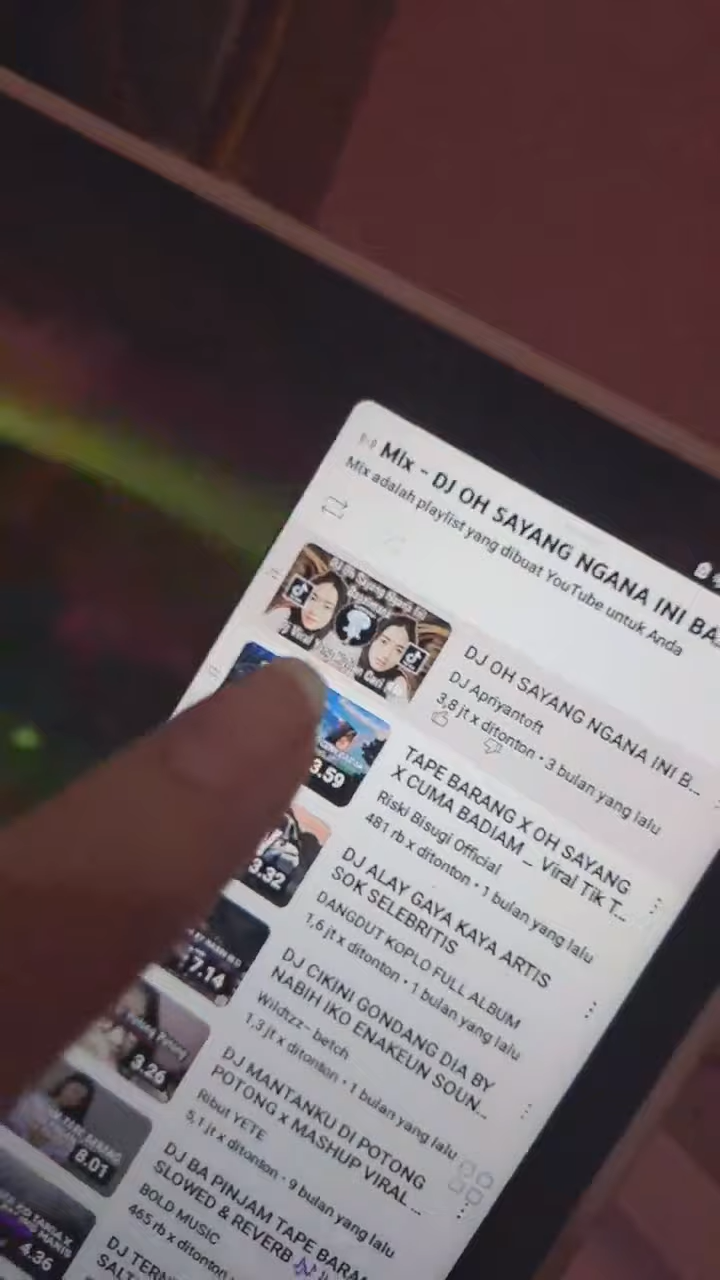 Mix - DJ OH SAYANG NGANA INI BA
Mix adalah playlist yang dibuat YouTube untuk Anda
DJ OH SAYANG NGANA INI B...
DJ Apriyantoft
3,8 jt x ditonton • 3 bulan yang lalu
3.59
TAPE BARANG X OH SAYANG
X CUMA BADIAM _ Viral Tik T...
Riski Bisugi Official
481 rb x ditonton • 1 bulan yang lalu
3.32
DJ ALAY GAYA KAYA ARTIS
SOK SELEBRITIS
DANGDUT KOPLO FULL ALBUM
1,6 jt x ditonton • 1 bulan yang lalu
7.14
DJ CIKINI GONDANG DIA BY
NABIH IKO ENAKEUN SOUN...
Wildtzz- betch
1,3 jt x ditonton • 1 bulan yang lalu
3.26
DJ MANTANKU DI POTONG
POTONG x MASHUP VIRAL...
Ribut YETE
5,1 jt x ditonton • 9 bulan yang lalu
8.01
DJ BA PINJAM TAPE BARA
SLOWED & REVERB 🎶
BOLD MUSIC
465 rb x ditonton
4.36
DJ TERN
SALT